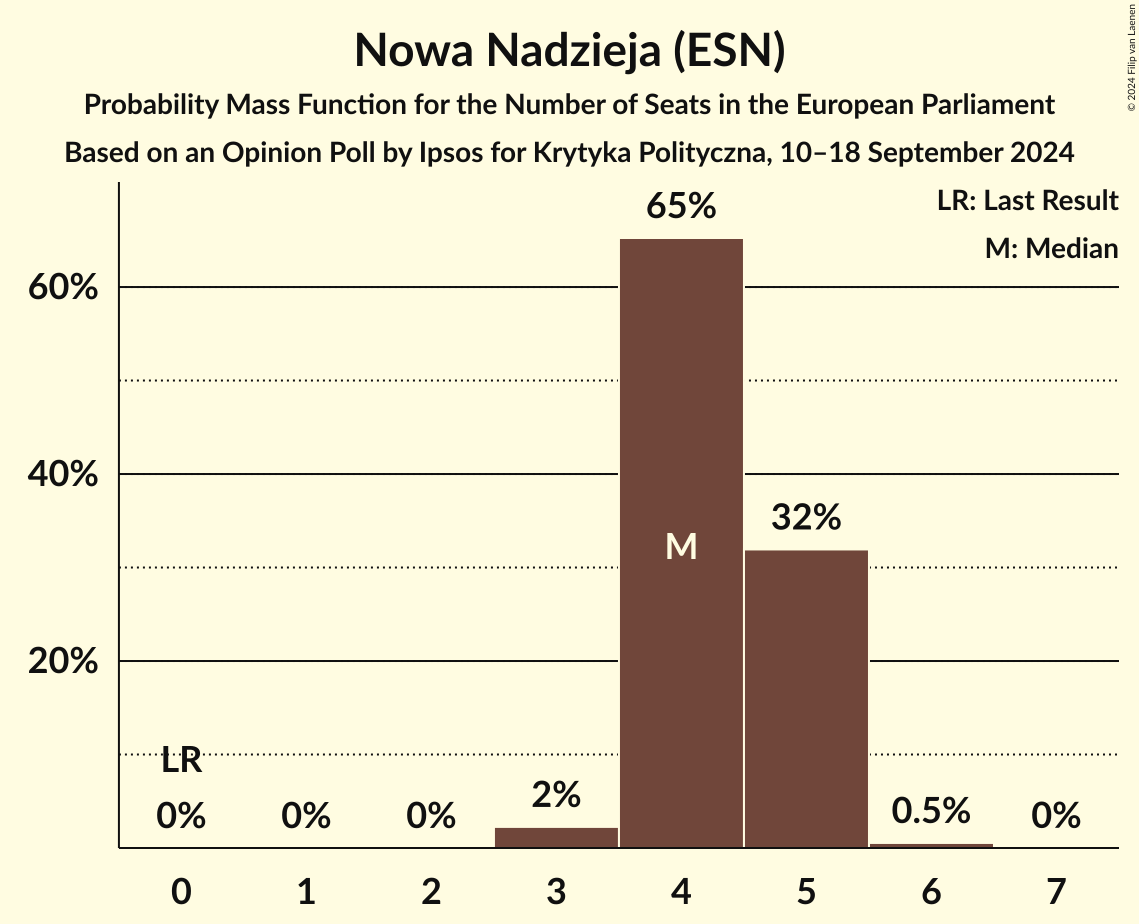 Nowa Nadzieja (ESN)
Probability Mass Function for the Number of Seats in the European Parliament
Based on an Opinion Poll by Ipsos for Krytyka Polityczna, 10–18 September 2024
© 2024 Filip van Laenen
LR: Last Result
M: Median
65%
60%
40%
32%
M
20%
LR
2%
0%
0%
0%
0.5%
0%
0
1
2
3
4
5
6
7